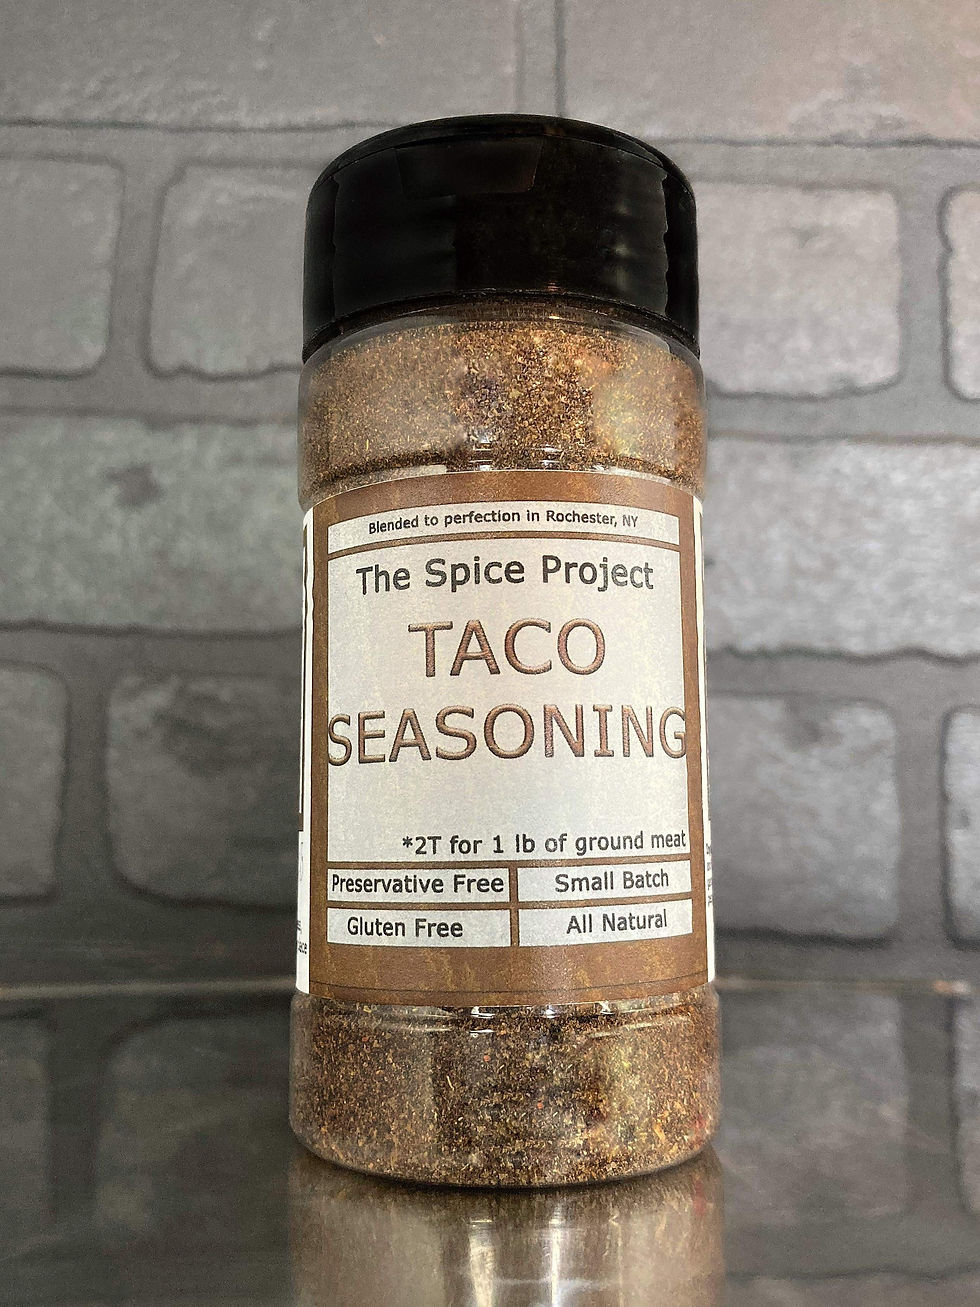 Blended to perfection in Rochester, NY
The Spice Project
TACO
SEASONING
*2T for 1 lb of ground meat
Preservative Free
Small Batch
Gluten Free
All Natural